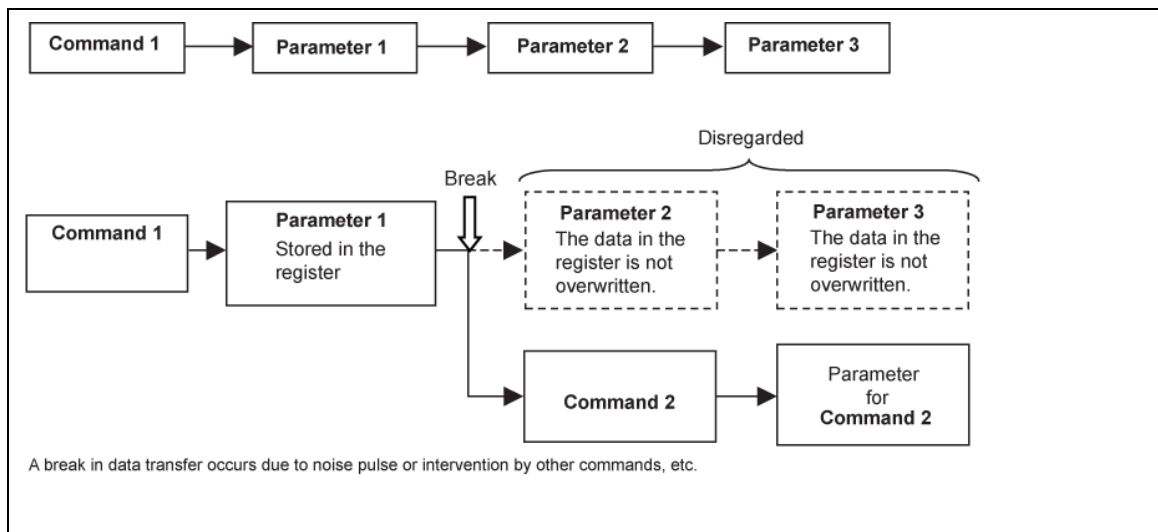 Command 1
Parameter 1
Parameter 2
Parameter 3
Disregarded
Break
Command 1
Parameter 1
Stored in the
register
Parameter 2
The data in the
register is not
overwritten.
Parameter 3
The data in the
register is not
overwritten.
Command 2
Parameter
for
Command 2
A break in data transfer occurs due to noise pulse or intervention by other commands, etc.